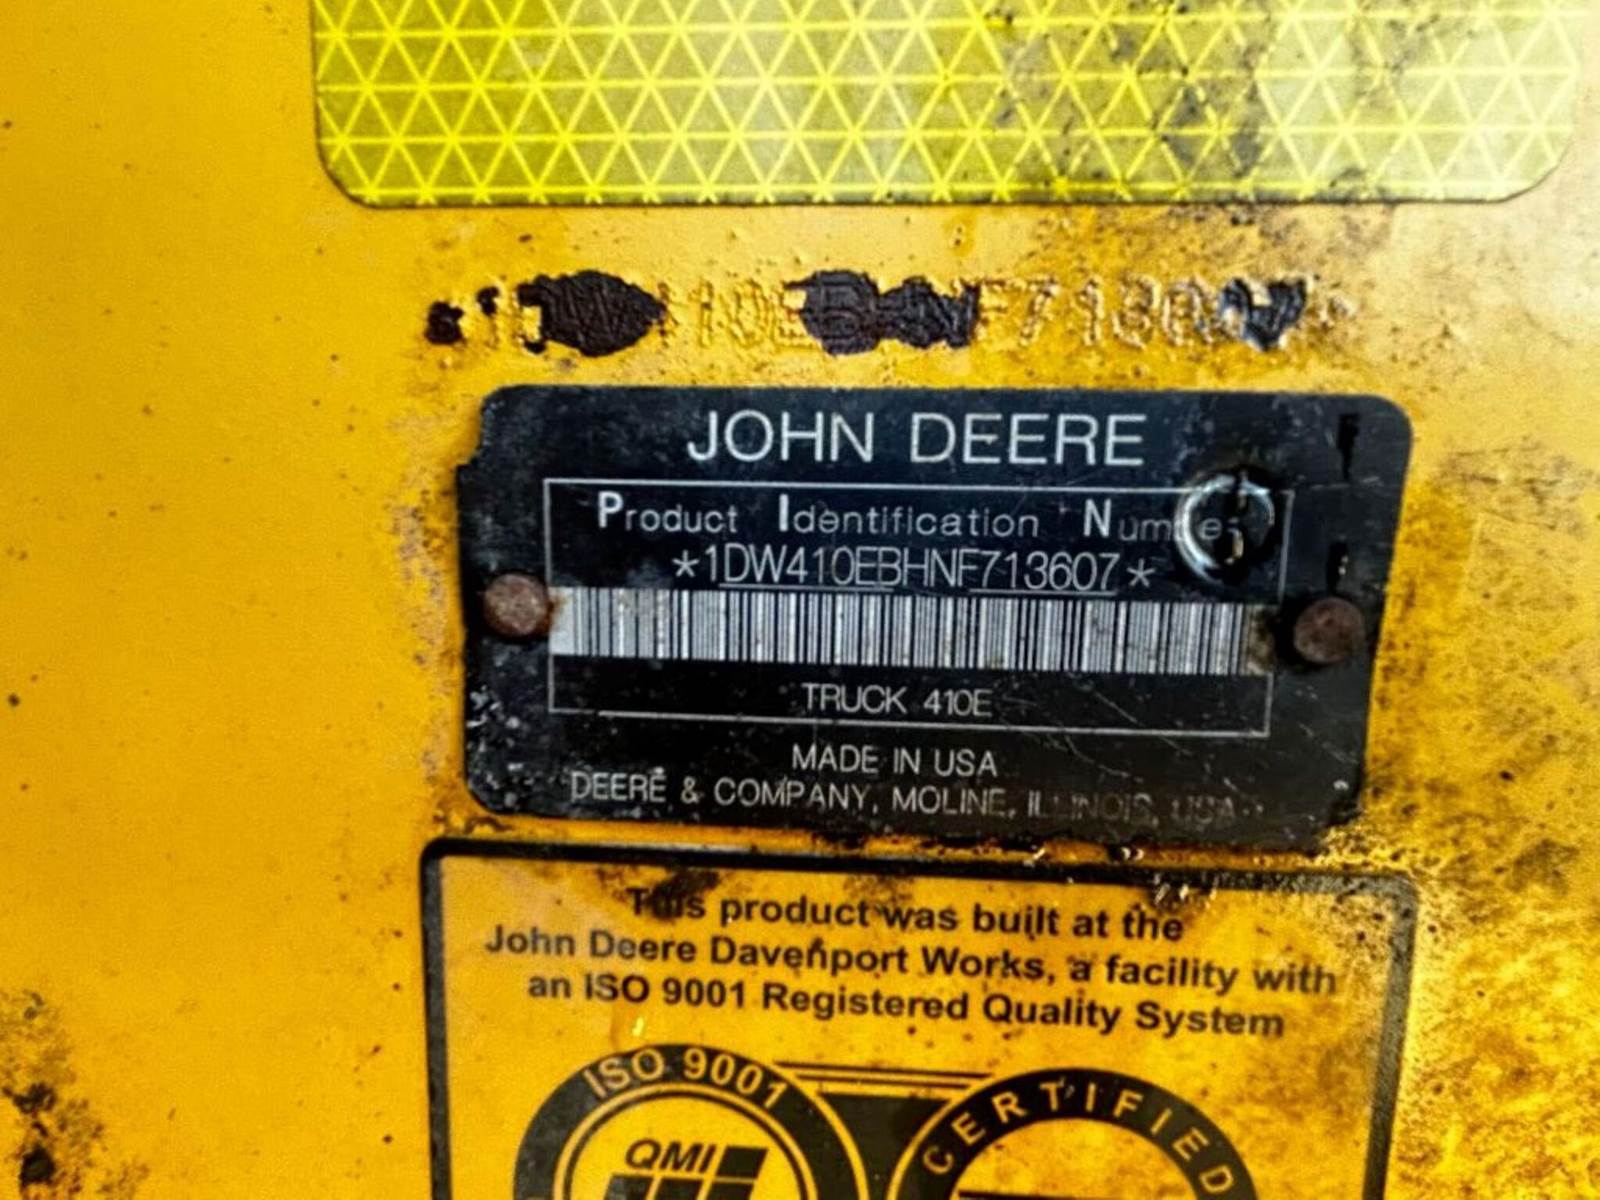 JOHN DEERE
Product Identification Number
*1DW410EBHNF713607*
TRUCK 410E
MADE IN USA
DEERE & COMPANY, MOLINE, ILLINOIS, USA
This product was built at the
John Deere Davenport Works, a facility with
an ISO 9001 Registered Quality System
ISO 9001
CERTIFIED
QMI